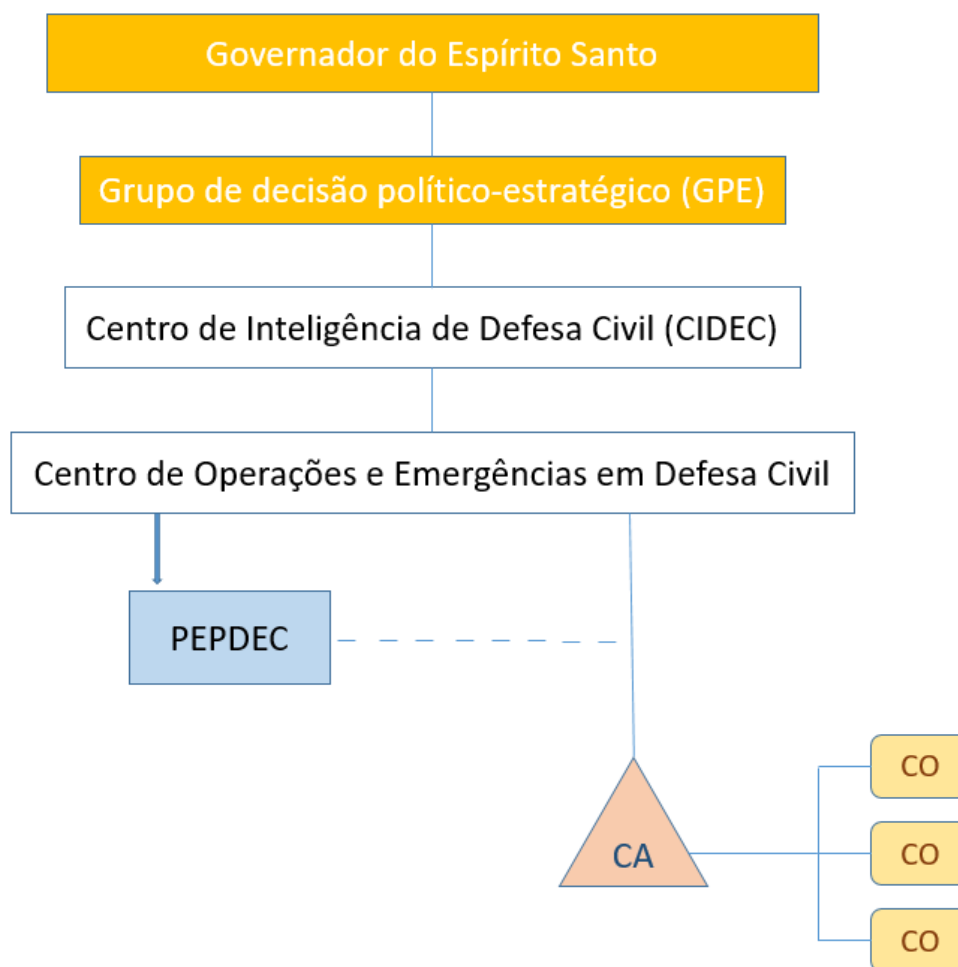 Governador do Espírito Santo
Grupo de decisão político-estratégico (GPE)
Centro de Inteligência de Defesa Civil (CIDEC)
Centro de Operações e Emergências em Defesa Civil
PEPDEC
CO
CA
CO
CO